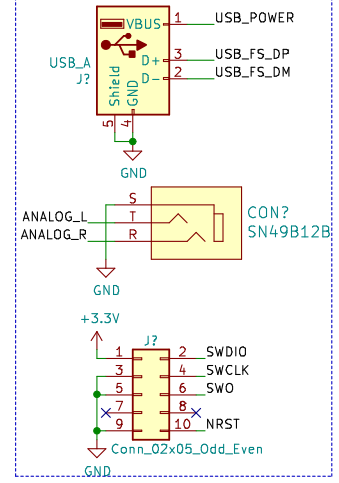 VBUS 1 USB_POWER
D+ 3 USB_FS_DP
D- 2 USB_FS_DM
USB_A
J?
Shield GND
5 4
GND
S
ANALOG_L T
ANALOG_R R
CON?
SN49B12B
GND
+3.3V
J?
1 2 SWDIO
3 4 SWCLK
5 6 SWO
7 8
9 10 NRST
Conn_02x05_Odd_Even
GND